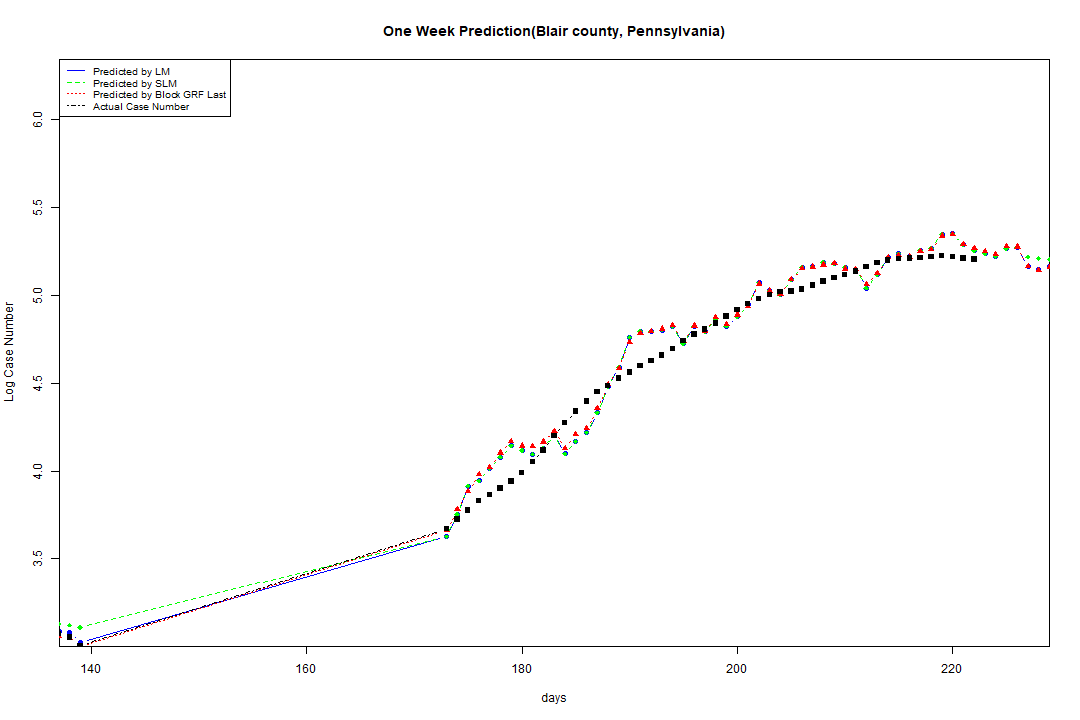 One Week Prediction(Blair county, Pennsylvania)
Predicted by LM
Predicted by SLM
Predicted by Block GRF Last
Actual Case Number
6.0
5.5
5.0
4.5
4.0
3.5
Log Case Number
140 160 180 200 220
days